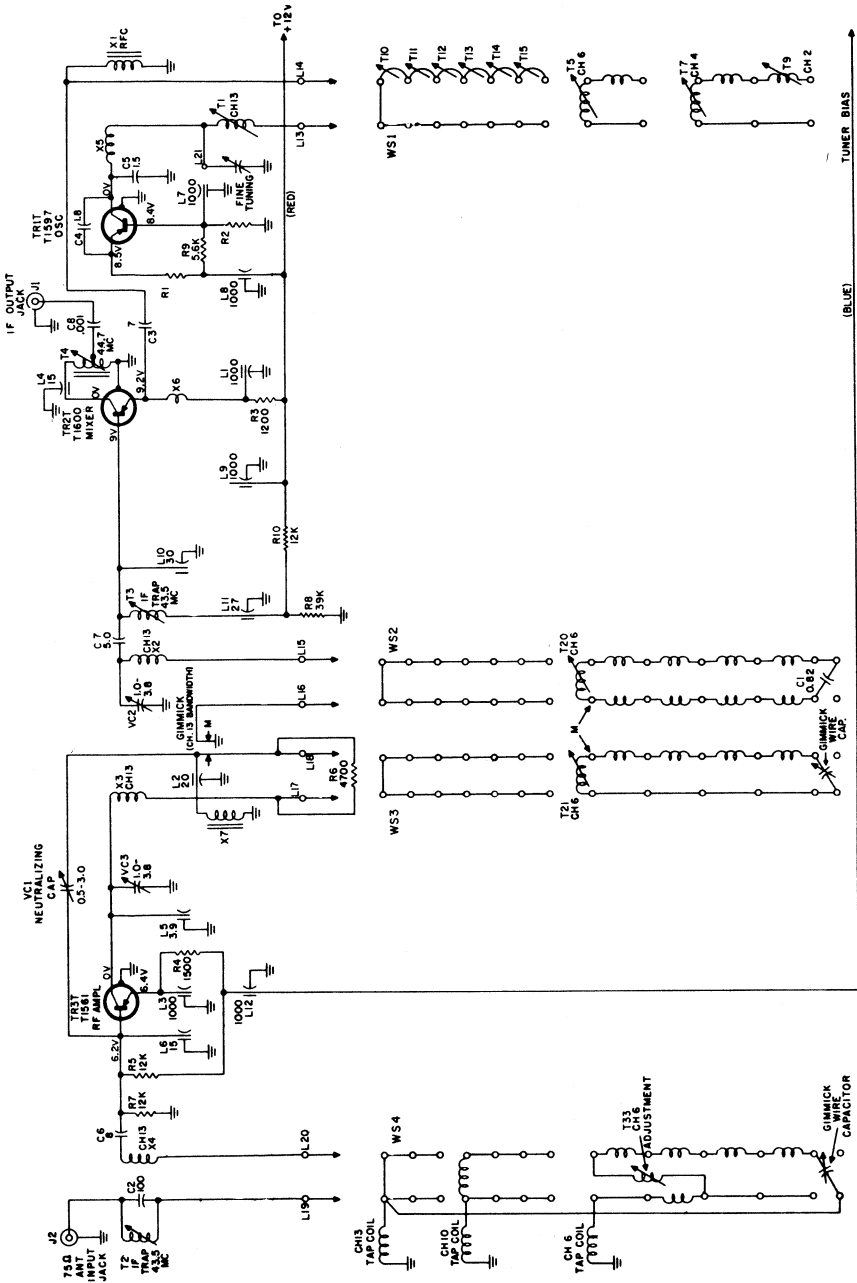 J2
75Ω
ANT
INPUT
JACK
T2
IF
TRAP
43.5
MC
C2
100
C6
8
CH13
X4
L19
L20
R7
12K
R5
12K
L6
15
6.2V
TR3T
T1561
RF AMPL
0V
6.4V
L3
1000
R4
1500
1000
L12
L5
3.9
VC3
1.0-
3.8
VC1
NEUTRALIZING
CAP
0.5-3.0
X3
CH13
X7
L2
20
L17
L18
R6
4700
GIMMICK
(CH. 13 BANDWIDTH)
M
L16
L15
VC2
1.0-
3.8
CH13
X2
C7
5.0
T3
IF
TRAP
43.5
MC
L10
30
L11
27
R8
39K
R10
12K
L9
1000
9V
TR2T
T1600
MIXER
0V
9.2V
L4
15
T4
44.7
MC
C8
.001
IF OUTPUT
JACK
J1
X6
L1
1000
R3
1200
C3
7
R1
L8
1000
R9
5.6K
R2
8.5V
8.4V
C4
1.8
TR1T
T1597
OSC
0V
C5
1.5
X5
L7
1000
L21
FINE
TUNING
T1
CH13
L13
L14
X1
RFC
(RED)
TO
+12V
WS4
CH13
TAP COIL
CH10
TAP COIL
CH 6
TAP COIL
T33
CH 6
ADJUSTMENT
GIMMICK
WIRE
CAPACITOR
WS3
T21
CH6
M
GIMMICK
WIRE
CAP.
WS2
T20
CH 6
C1
0.82
WS1
T10
T11
T12
T13
T14
T15
T5
CH 6
T7
CH 4
T9
CH 2
(BLUE)
TUNER BIAS